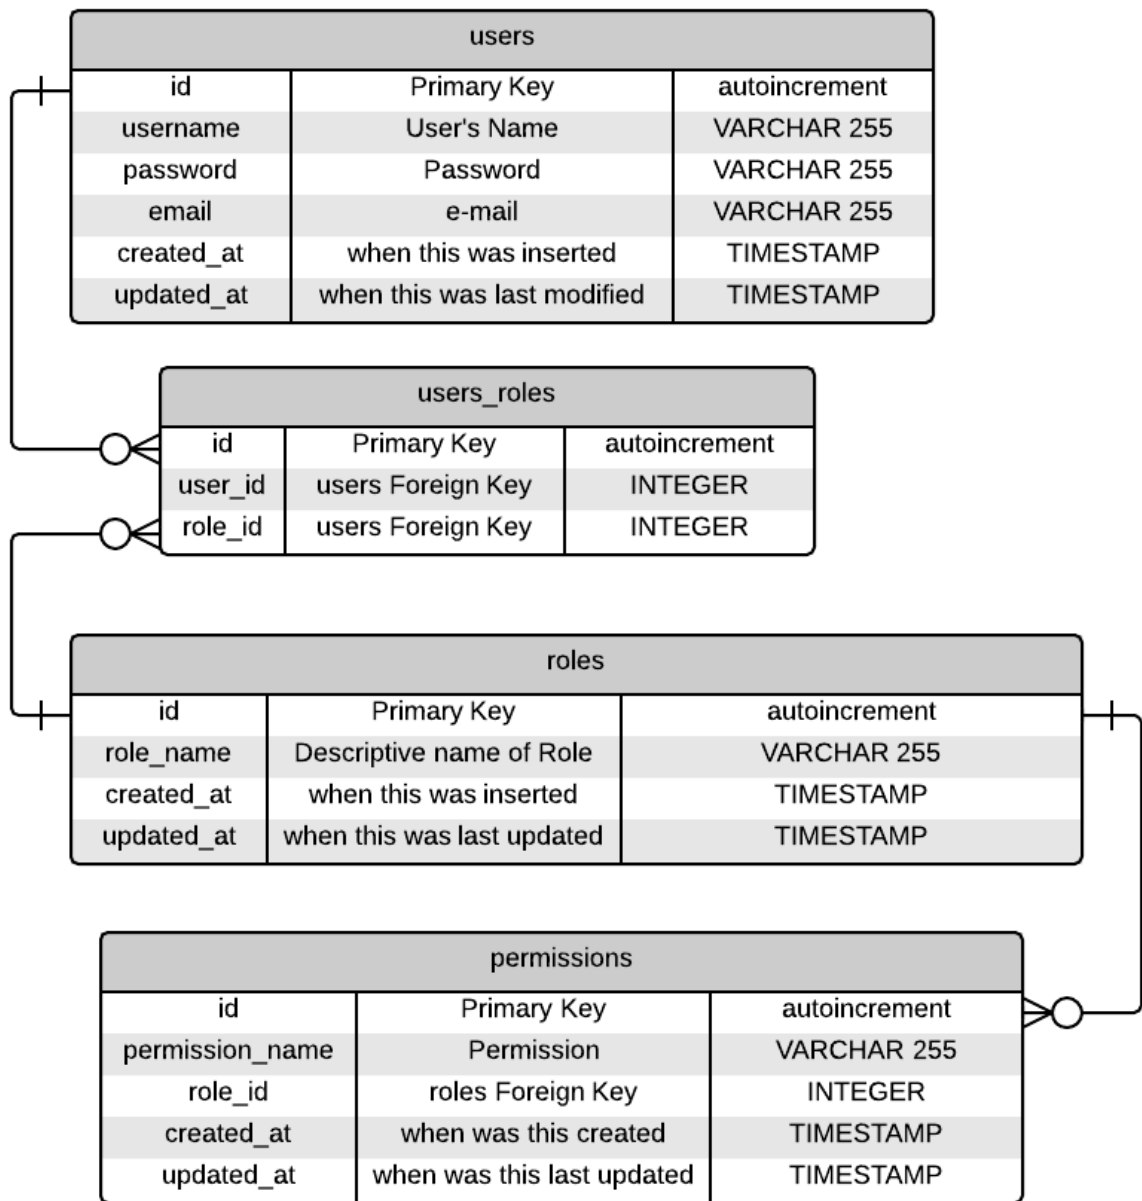 users
id Primary Key autoincrement
username User's Name VARCHAR 255
password Password VARCHAR 255
email e-mail VARCHAR 255
created_at when this was inserted TIMESTAMP
updated_at when this was last modified TIMESTAMP
users_roles
id Primary Key autoincrement
user_id users Foreign Key INTEGER
role_id users Foreign Key INTEGER
roles
id Primary Key autoincrement
role_name Descriptive name of Role VARCHAR 255
created_at when this was inserted TIMESTAMP
updated_at when this was last updated TIMESTAMP
permissions
id Primary Key autoincrement
permission_name Permission VARCHAR 255
role_id roles Foreign Key INTEGER
created_at when was this created TIMESTAMP
updated_at when was this last updated TIMESTAMP